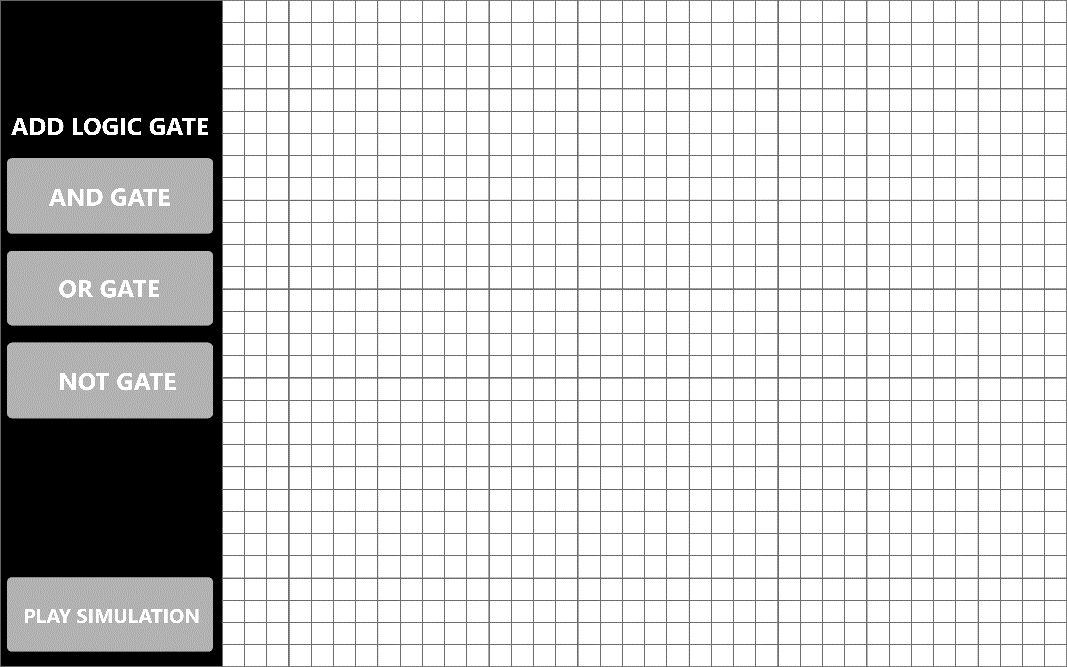 ADD LOGIC GATE
AND GATE
OR GATE
NOT GATE
PLAY SIMULATION